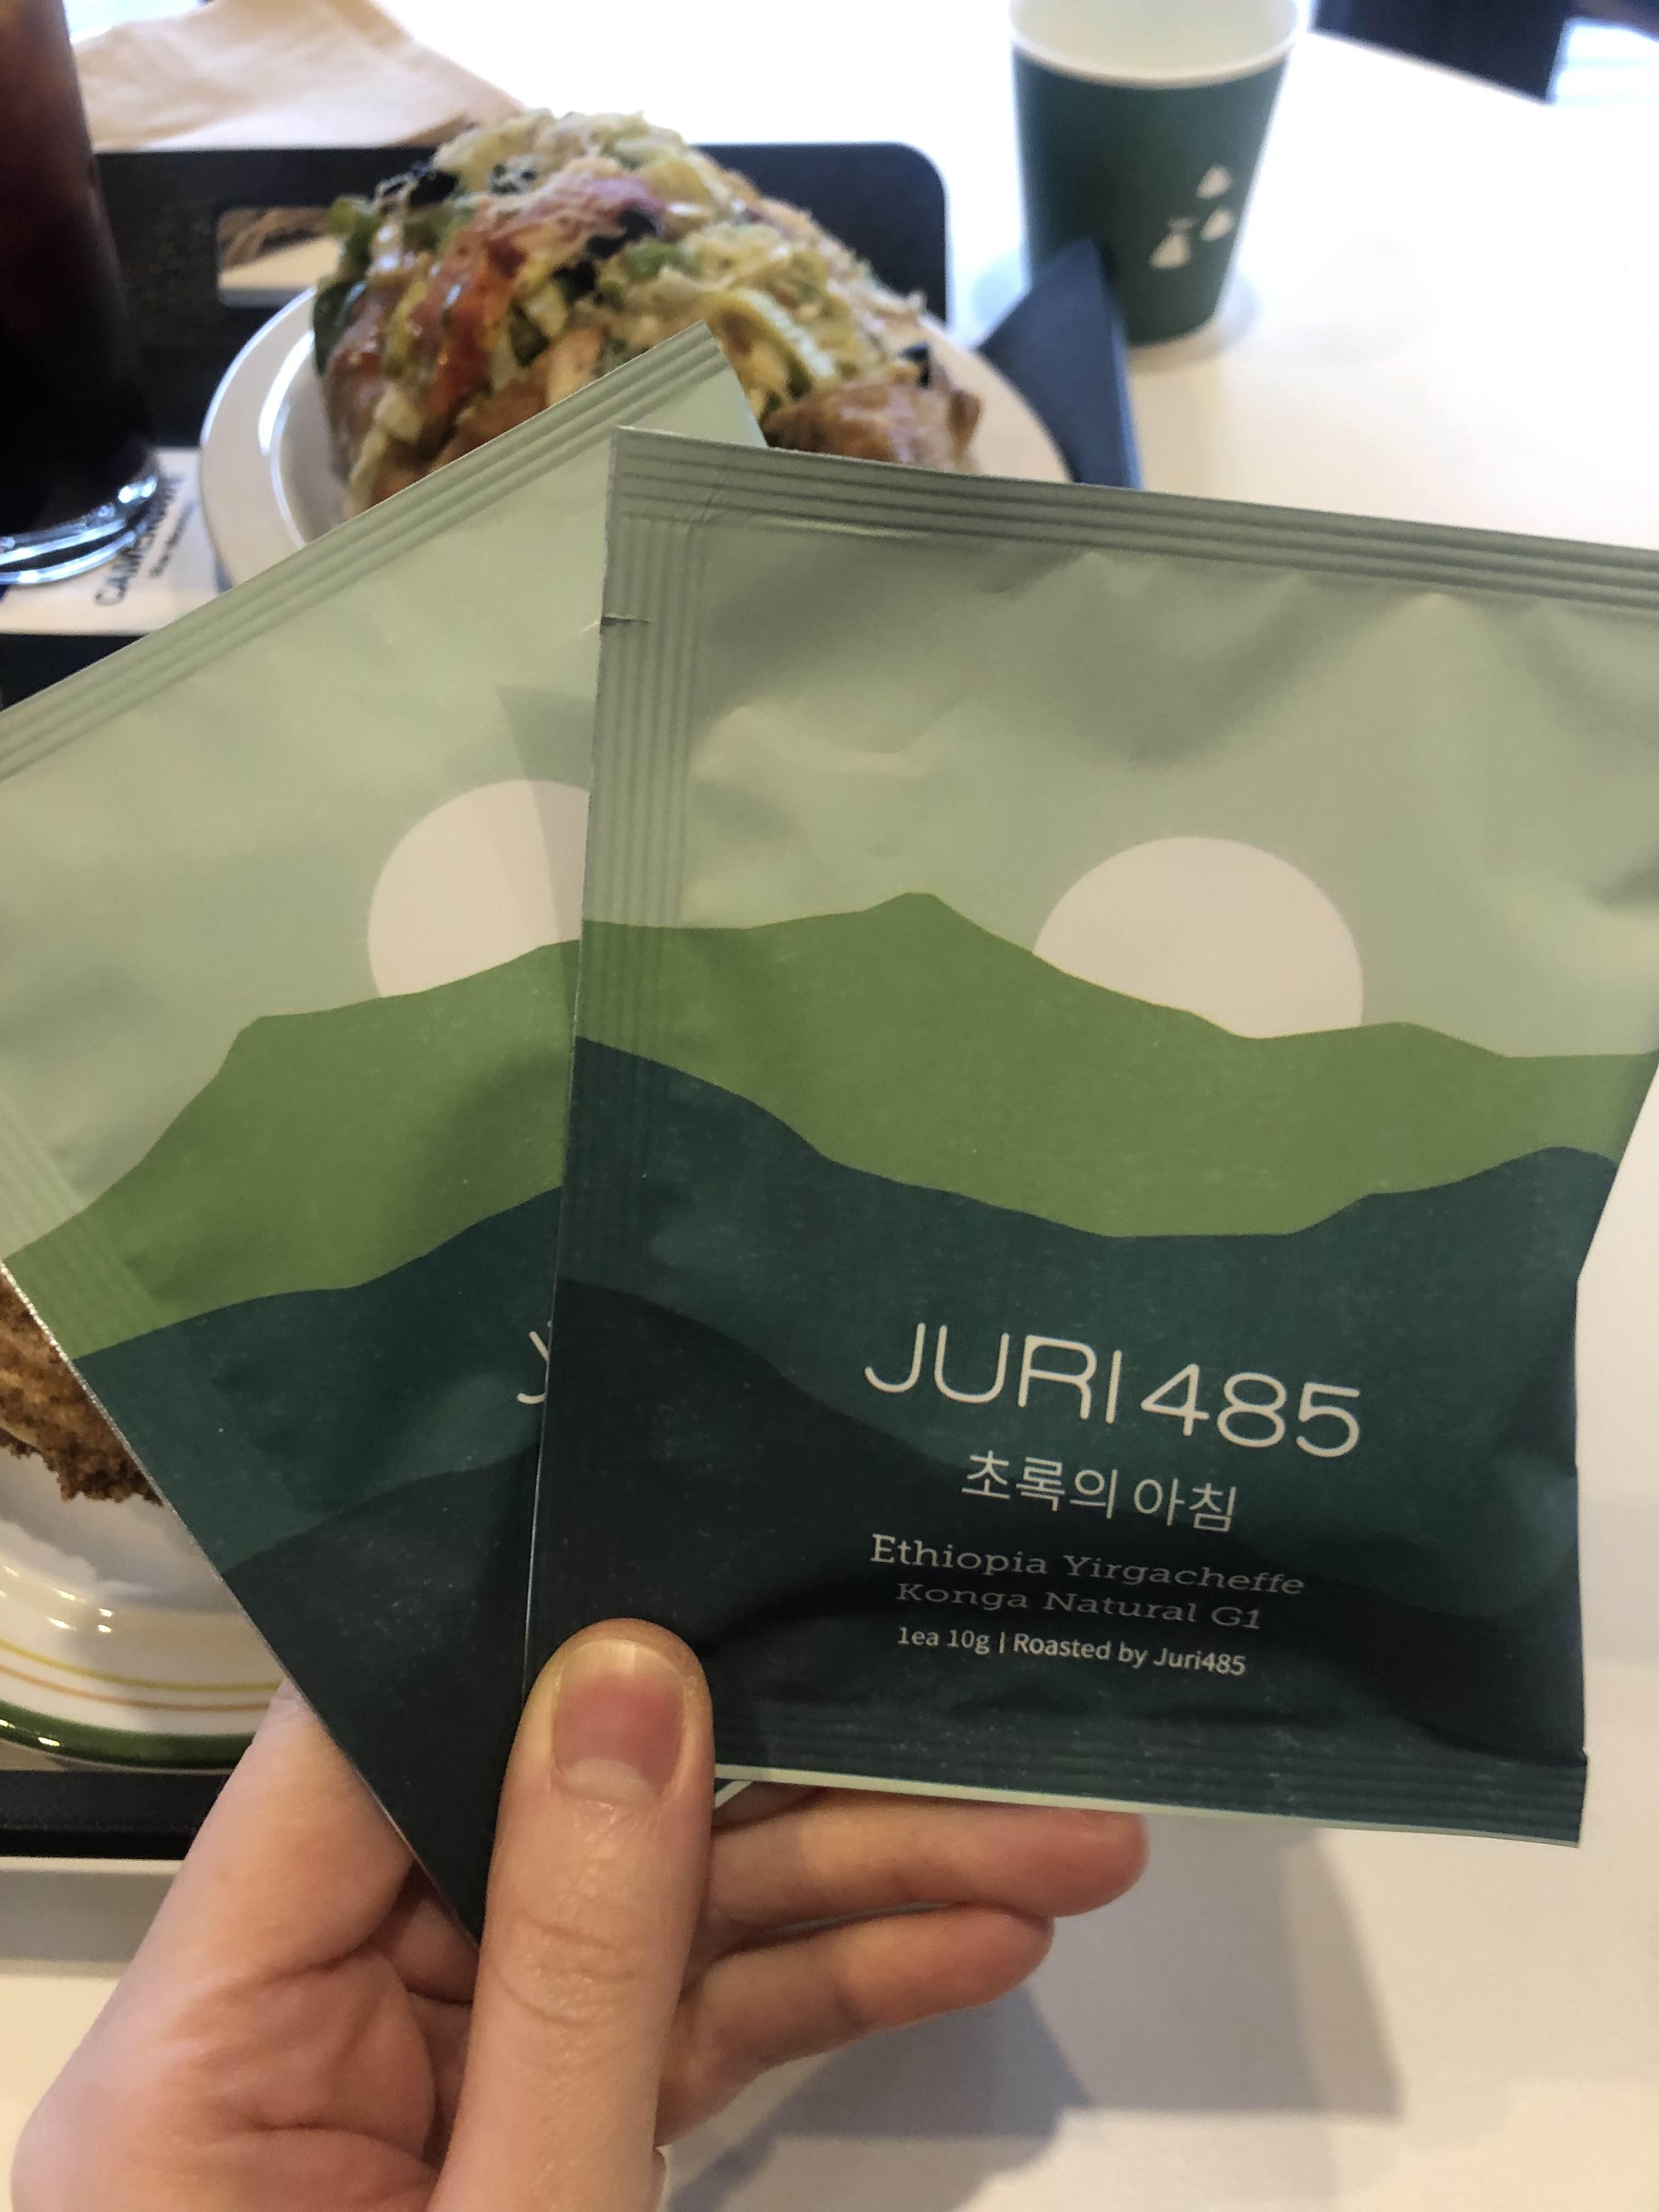 JURI 485
초록의 아침
Ethiopia Yirgacheffe
Konga Natural G1
1ea 10g | Roasted by Juri485